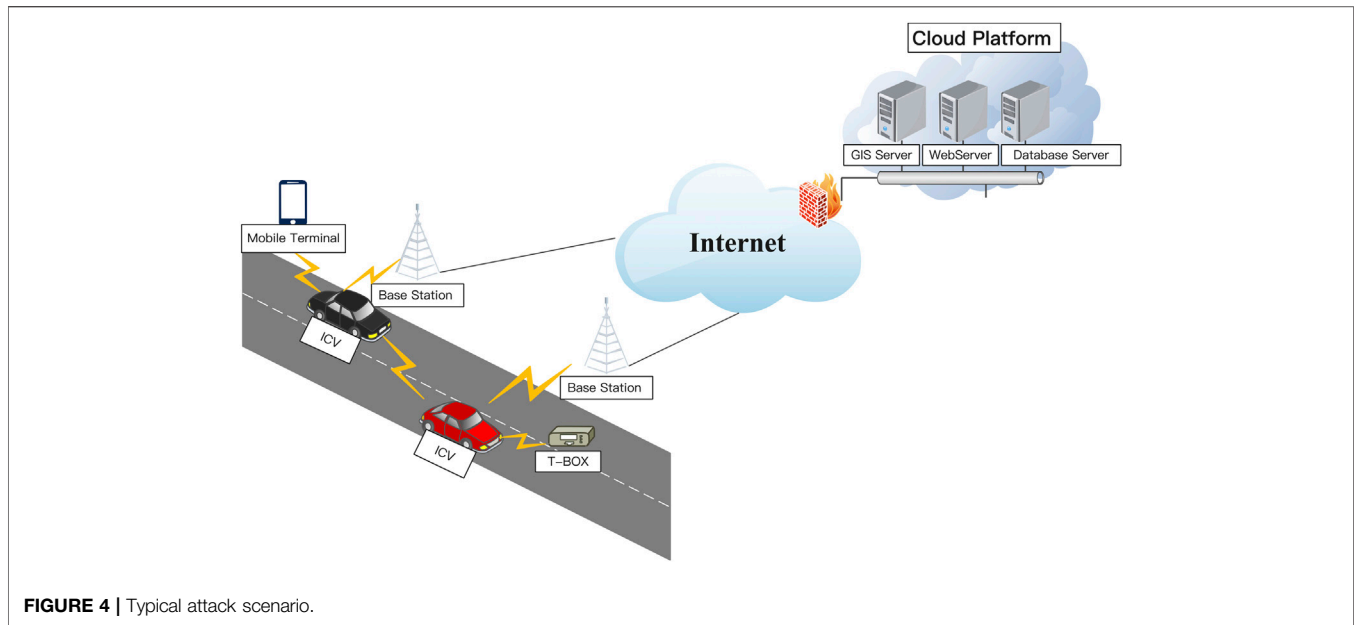 Cloud Platform
GIS Server
WebServer
Database Server
Mobile Terminal
Internet
Base Station
ICV
Base Station
ICV
T-BOX
FIGURE 4 | Typical attack scenario.